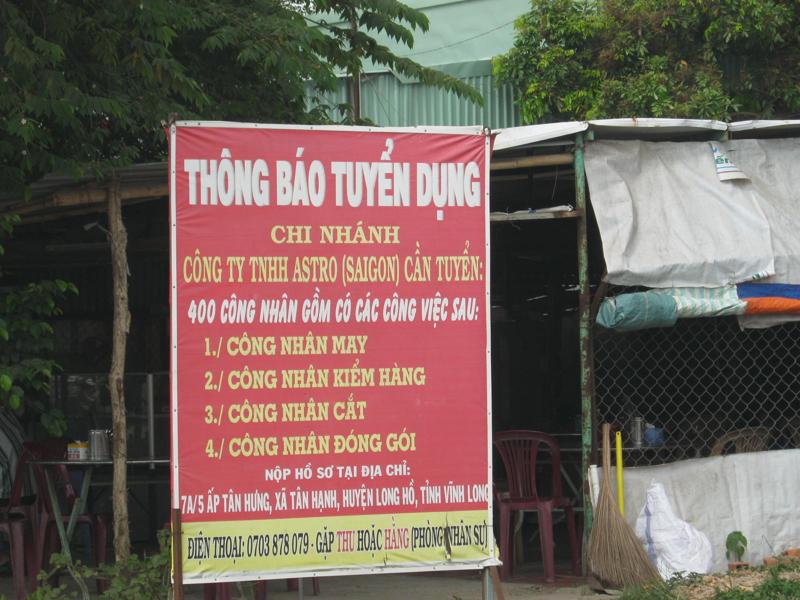 THÔNG BÁO TUYỂN DỤNG
CHI NHÁNH
CÔNG TY TNHH ASTRO (SAIGON) CẦN TUYỂN:
400 CÔNG NHÂN GỒM CÓ CÁC CÔNG VIỆC SAU:
1./ CÔNG NHÂN MAY
2./ CÔNG NHÂN KIỂM HÀNG
3./ CÔNG NHÂN CẮT
4./ CÔNG NHÂN ĐÓNG GÓI
NỘP HỒ SƠ TẠI ĐỊA CHỈ:
7A/5 ẤP TÂN HƯNG, XÃ TÂN HẠNH, HUYỆN LONG HỒ, TỈNH VĨNH LONG
ĐIỆN THOẠI: 0703 878 079 - GẶP THU HOẶC HẰNG (PHÒNG NHÂN SỰ)